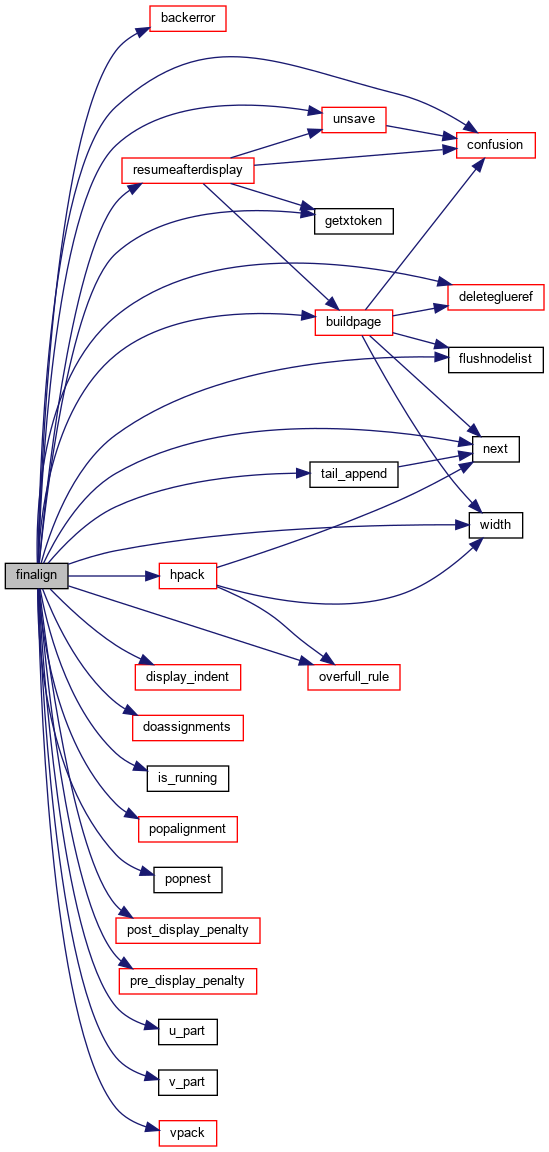 backerror
unsave
confusion
resumeafterdisplay
getxtoken
deleteglueref
buildpage
flushnodelist
next
tail_append
width
finalign
hpack
display_indent
overfull_rule
doassignments
is_running
popalignment
popnest
post_display_penalty
pre_display_penalty
u_part
v_part
vpack